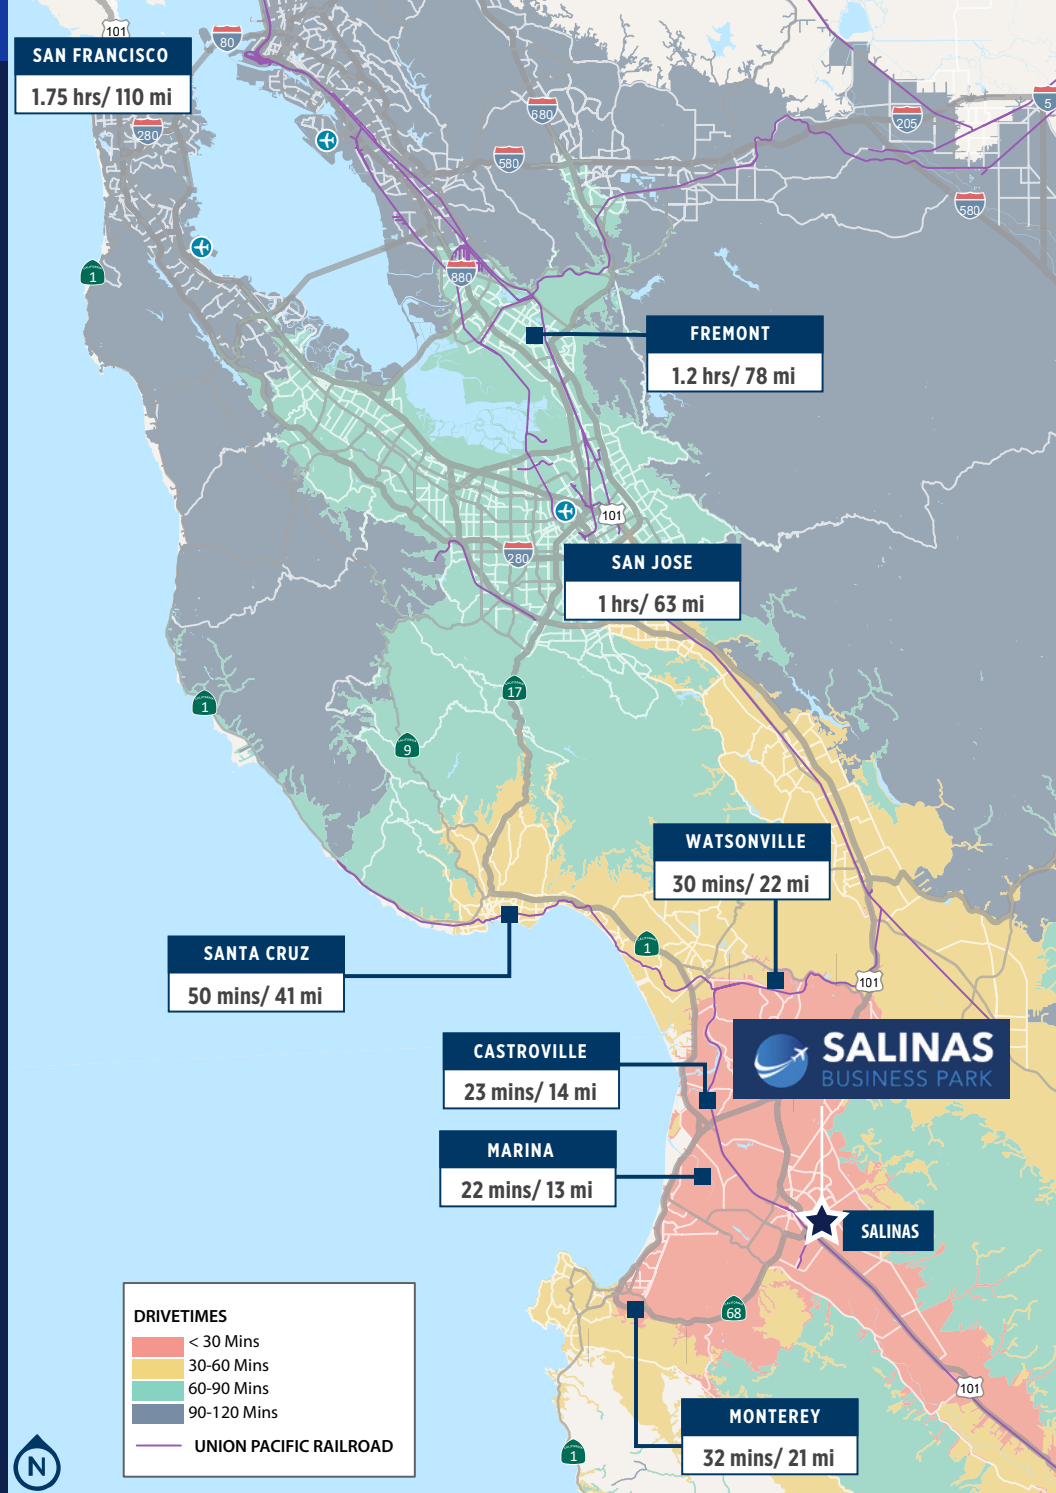 101
80
SAN FRANCISCO
1.75 hrs/ 110 mi
280
680
580
205
5
580
1
880
FREMONT
1.2 hrs/ 78 mi
101
280
SAN JOSE
1 hrs/ 63 mi
17
1
9
WATSONVILLE
30 mins/ 22 mi
1
SANTA CRUZ
50 mins/ 41 mi
101
SALINAS
BUSINESS PARK
CASTROVILLE
23 mins/ 14 mi
MARINA
22 mins/ 13 mi
SALINAS
68
DRIVETIMES
< 30 Mins
30-60 Mins
60-90 Mins
90-120 Mins
UNION PACIFIC RAILROAD
101
MONTEREY
32 mins/ 21 mi
1
N